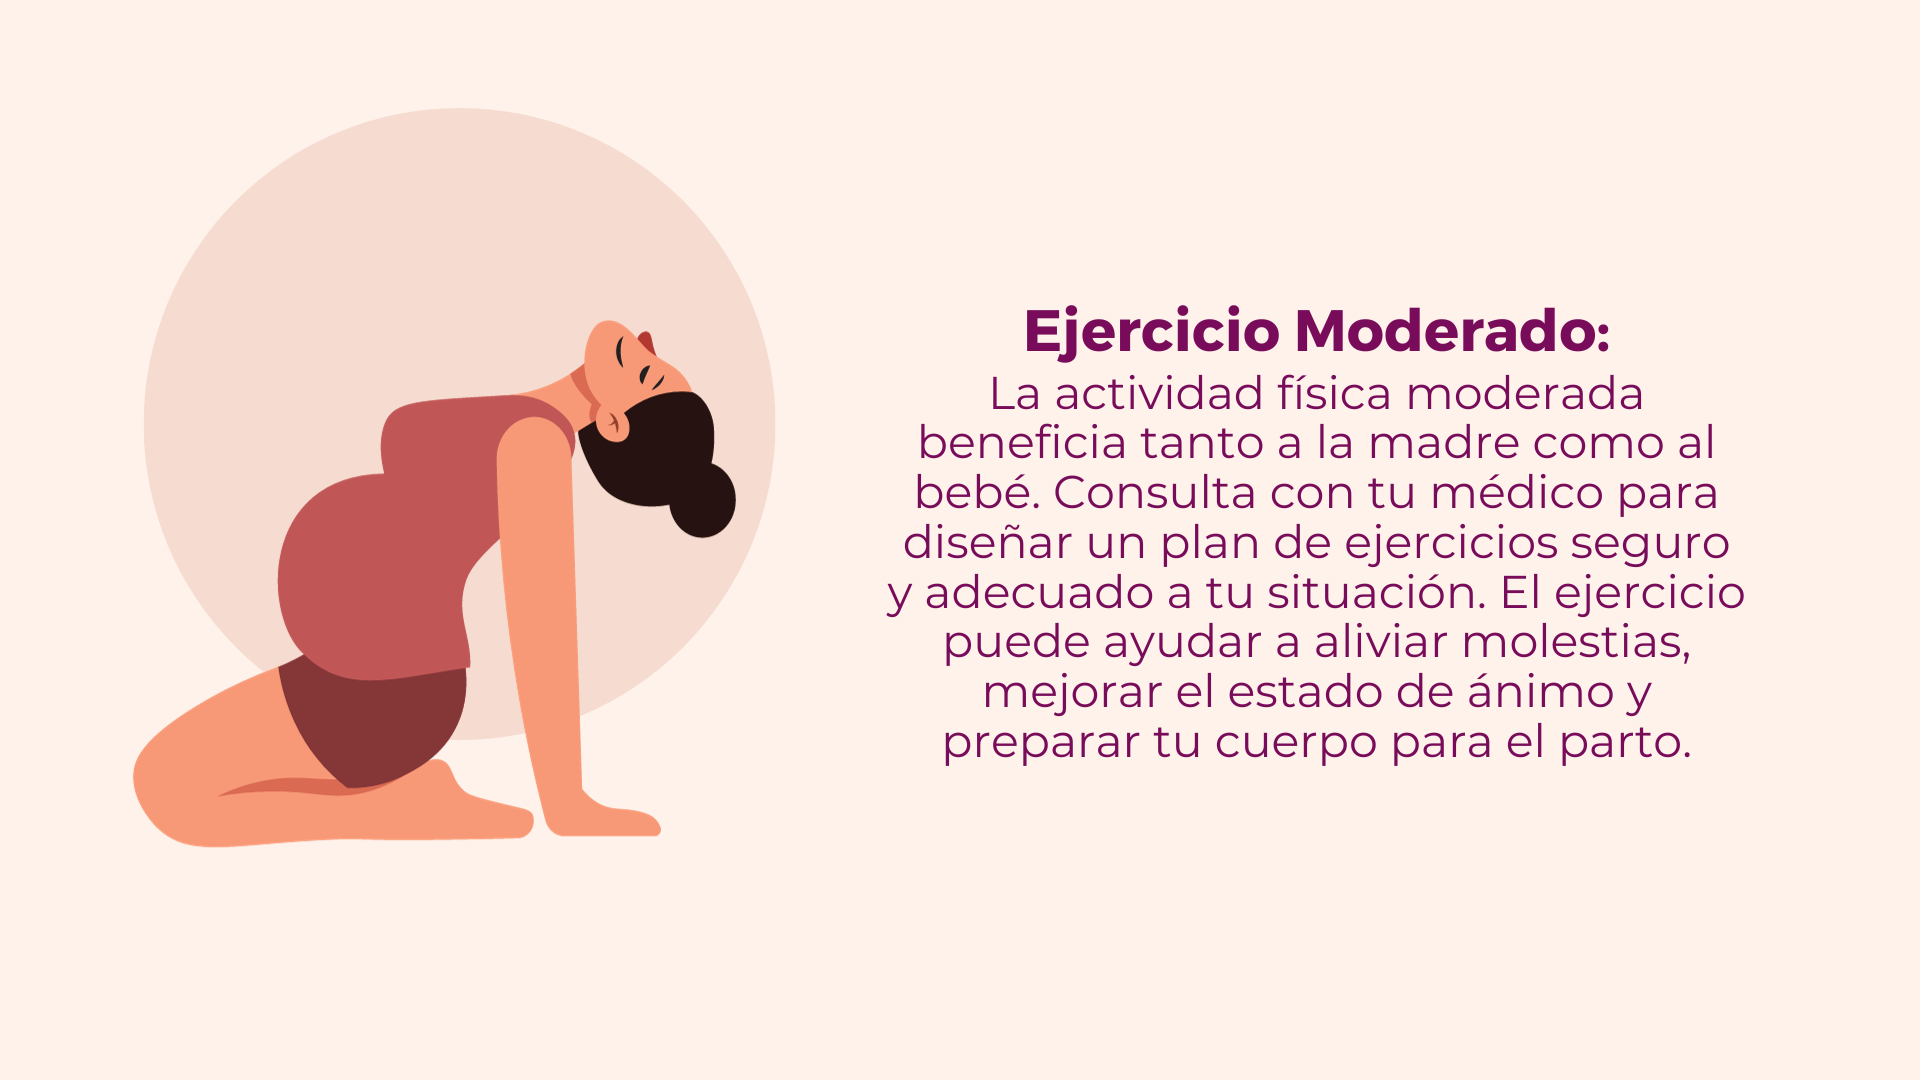 Ejercicio Moderado:
La actividad física moderada
beneficia tanto a la madre como al
bebé. Consulta con tu médico para
diseñar un plan de ejercicios seguro
y adecuado a tu situación. El ejercicio
puede ayudar a aliviar molestias,
mejorar el estado de ánimo y
preparar tu cuerpo para el parto.